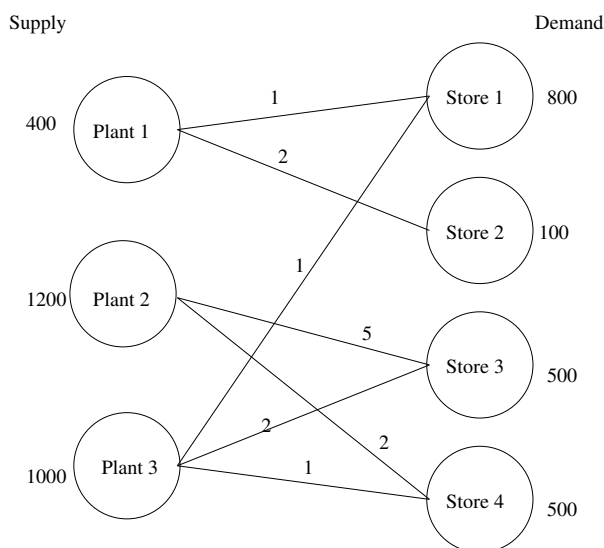 Supply
Demand
1
Store 1
800
400
Plant 1
2
Store 2
100
1
Plant 2
1200
5
Store 3
500
2
2
Plant 3
1000
1
Store 4
500